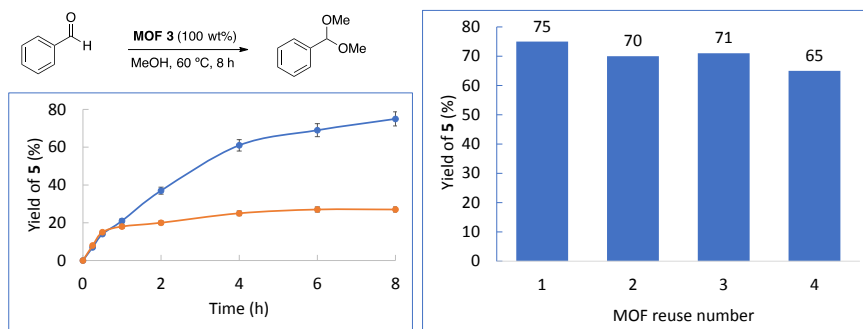 O
H
MOF 3 (100 wt%)
MeOH, 60 ºC, 8 h
OMe
OMe
Yield of 5 (%)
80
60
40
20
0
0 2 4 6 8
Time (h)
Yield of 5 (%)
80
70
60
50
40
30
20
10
0
75 70 71 65
1 2 3 4
MOF reuse number